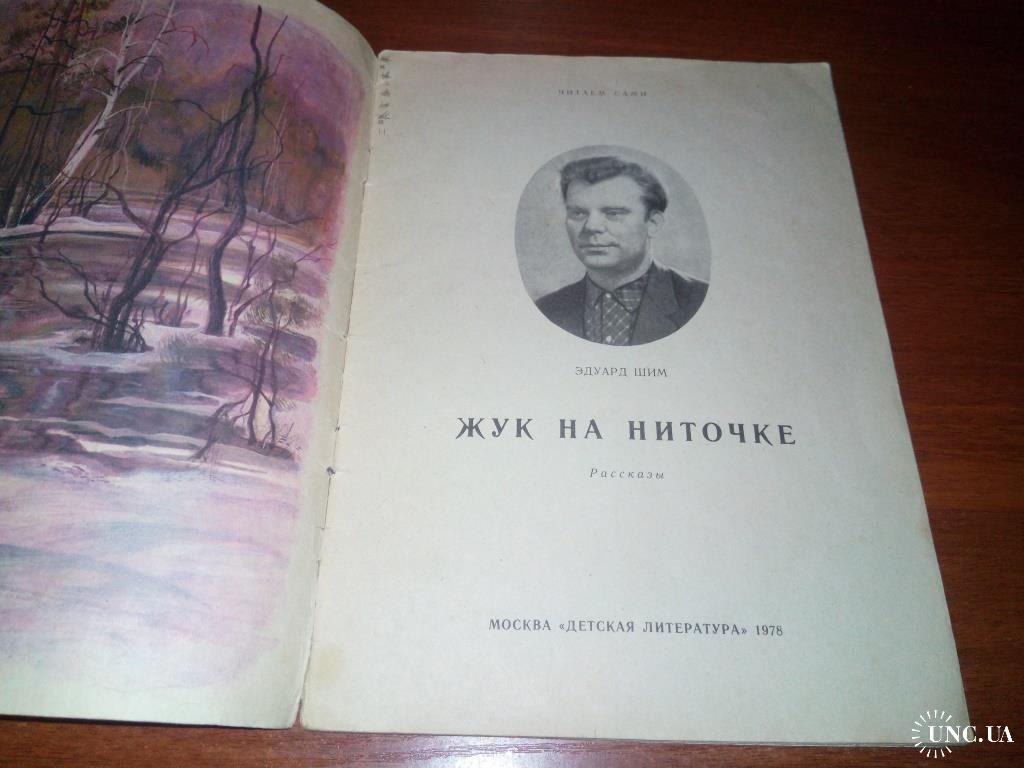 ЧИТАЕМ САМИ
ЭДУАРД ШИМ
ЖУК НА НИТОЧКЕ
Рассказы
МОСКВА «ДЕТСКАЯ ЛИТЕРАТУРА» 1978
UNC.UA